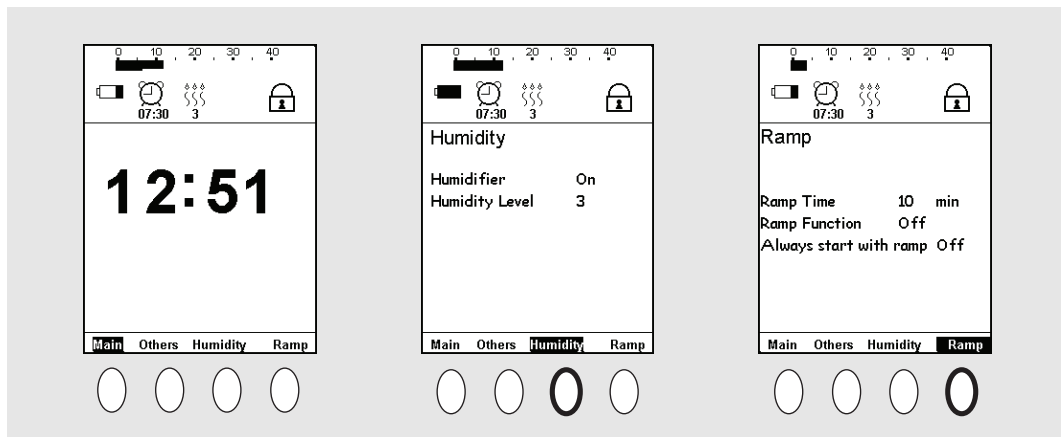 0 10 20 30 40
07:30 3
12:51
Main Others Humidity Ramp
0 10 20 30 40
07:30 3
Humidity
Humidifier On
Humidity Level 3
Main Others Humidity Ramp
0 10 20 30 40
07:30 3
Ramp
Ramp Time 10 min
Ramp Function Off
Always start with ramp Off
Main Others Humidity Ramp